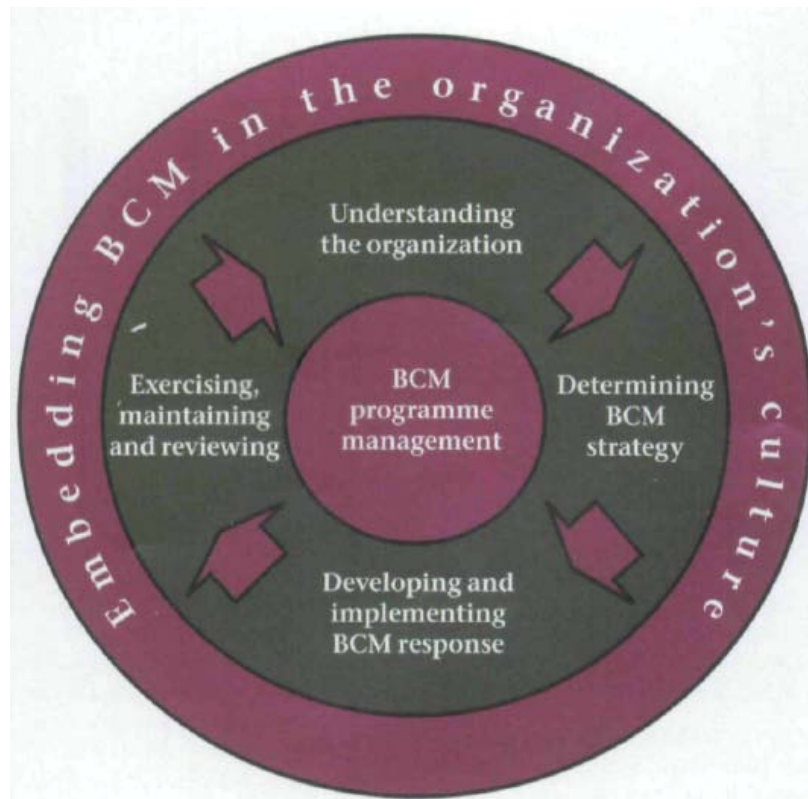 Embedding BCM in the organization's culture
Understanding
the organization
Exercising,
maintaining
and reviewing
BCM
programme
management
Determining
BCM
strategy
Developing and
implementing
BCM response